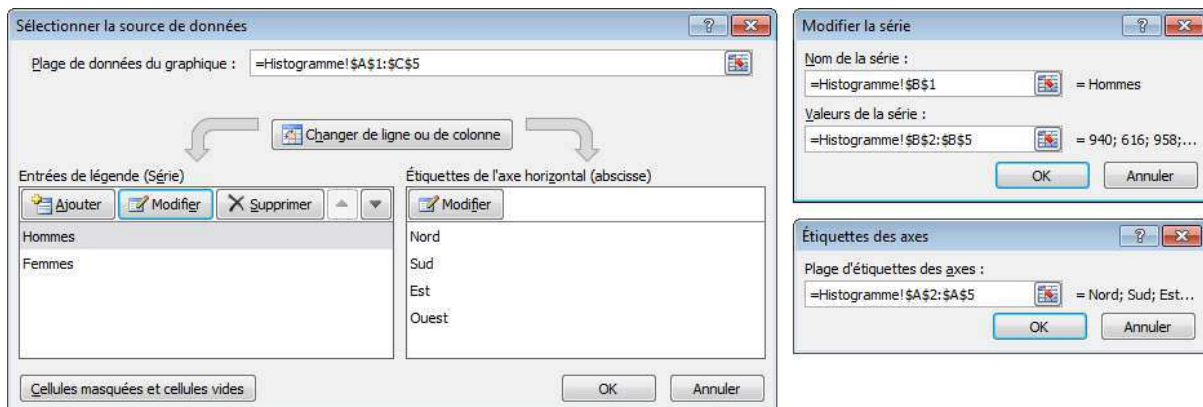 Sélectionner la source de données
Plage de données du graphique : =Histogramme!$A$1:$C$5
Changer de ligne ou de colonne
Entrées de légende (Série)
Ajouter Modifier Supprimer
Hommes
Femmes
Étiquettes de l'axe horizontal (abscisse)
Modifier
Nord
Sud
Est
Ouest
Cellules masquées et cellules vides OK Annuler
Modifier la série
Nom de la série :
=Histogramme!$B$1 = Hommes
Valeurs de la série :
=Histogramme!$B$2:$B$5 = 940; 616; 958;...
OK Annuler
Étiquettes des axes
Plage d'étiquettes des axes :
=Histogramme!$A$2:$A$5 = Nord; Sud; Est...
OK Annuler